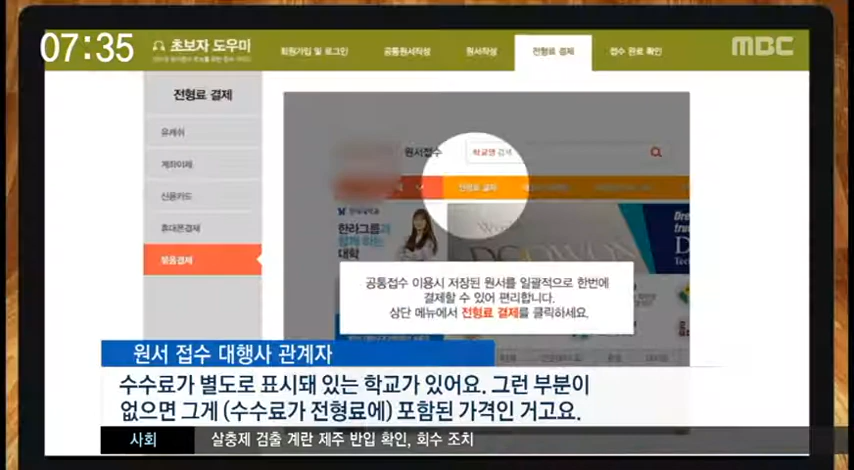 07:35
초보자 도우미
회원가입 및 로그인
공통원서작성
원서작성
전형료 결제
접수 완료 확인
MBC
전형료 결제
유캐쉬
계좌이체
신용카드
휴대폰결제
묶음결제
원서접수
학교명 검색
전형료 결제
한라그룹과
함께 하는
대학
공통접수 이용시 저장된 원서를 일괄적으로 한번에
결제할 수 있어 편리합니다.
상단 메뉴에서 전형료 결제를 클릭하세요.
원서 접수 대행사 관계자
수수료가 별도로 표시돼 있는 학교가 있어요. 그런 부분이
없으면 그게 (수수료가 전형료에) 포함된 가격인 거고요.
사회
살충제 검출 계란 제주 반입 확인, 회수 조치